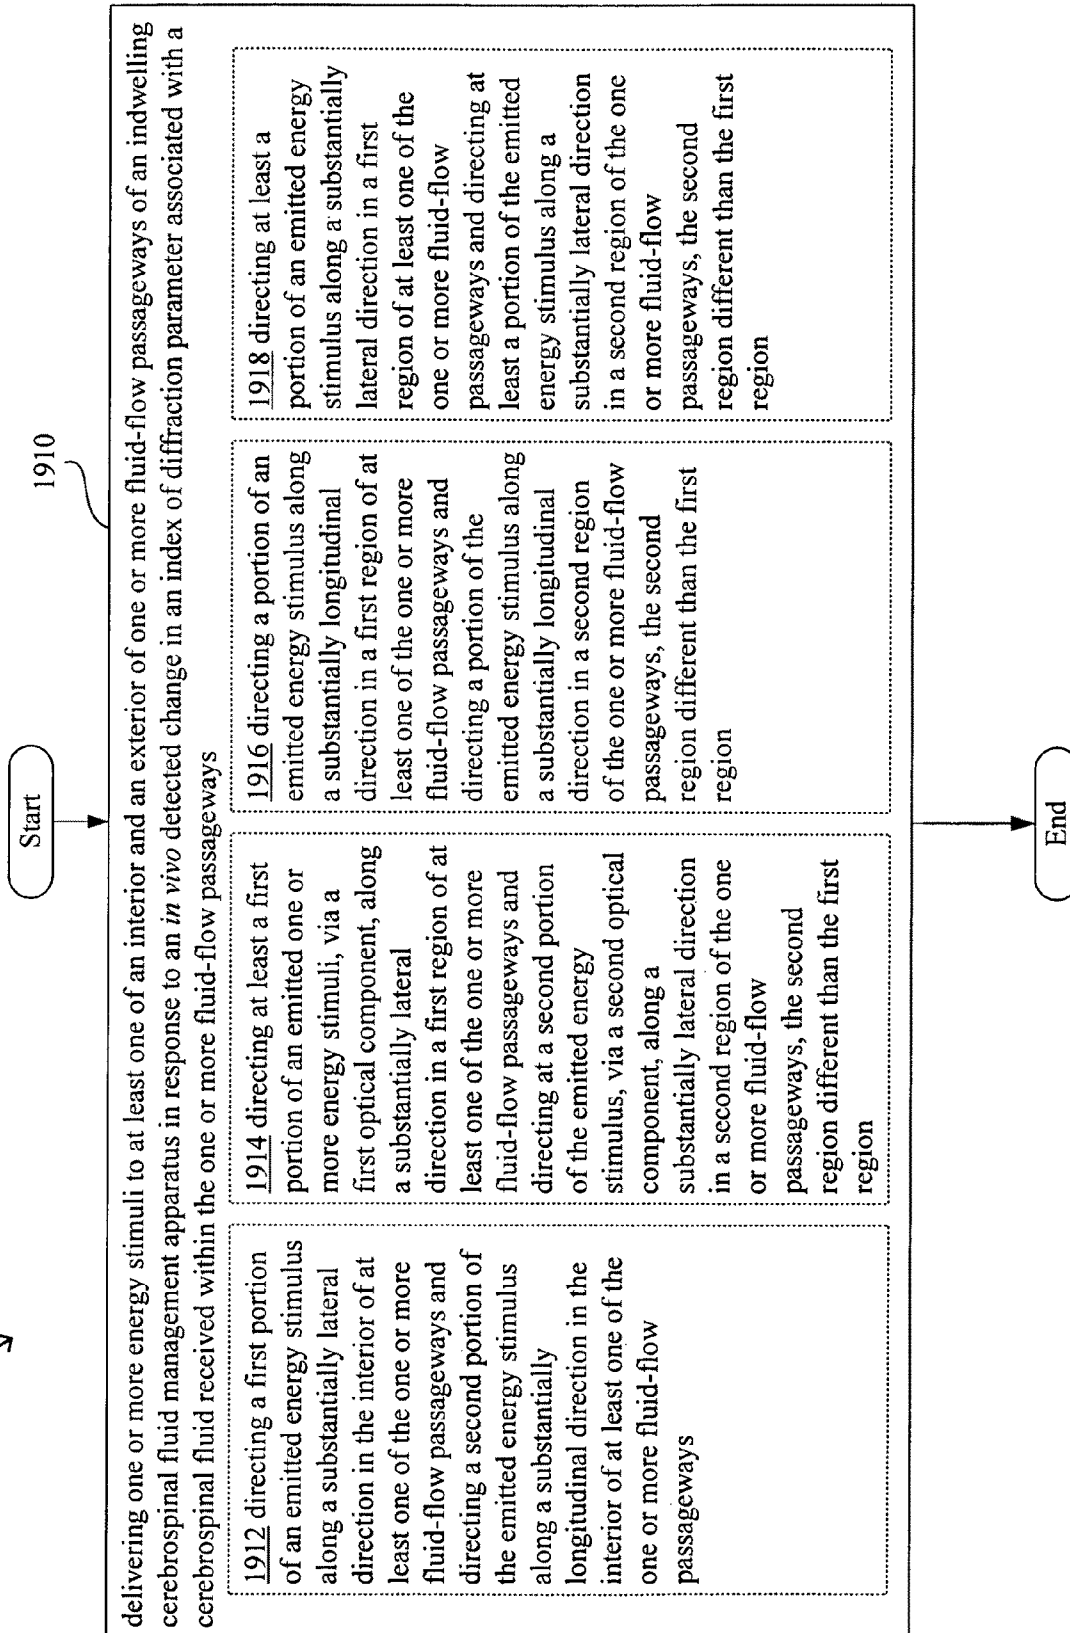 Start
1910
delivering one or more energy stimuli to at least one of an interior and an exterior of one or more fluid-flow passageways of an indwelling
cerebrospinal fluid management apparatus in response to an in vivo detected change in an index of diffraction parameter associated with a
cerebrospinal fluid received within the one or more fluid-flow passageways
1912 directing a first portion
of an emitted energy stimulus
along a substantially lateral
direction in the interior of at
least one of the one or more
fluid-flow passageways and
directing a second portion of
the emitted energy stimulus
along a substantially
longitudinal direction in the
interior of at least one of the
one or more fluid-flow
passageways
1914 directing at least a first
portion of an emitted one or
more energy stimuli, via a
first optical component, along
a substantially lateral
direction in a first region of at
least one of the one or more
fluid-flow passageways and
directing at a second portion
of the emitted energy
stimulus, via a second optical
component, along a
substantially lateral direction
in a second region of the one
or more fluid-flow
passageways, the second
region different than the first
region
1916 directing a portion of an
emitted energy stimulus along
a substantially longitudinal
direction in a first region of at
least one of the one or more
fluid-flow passageways and
directing a portion of the
emitted energy stimulus along
a substantially longitudinal
direction in a second region
of the one or more fluid-flow
passageways, the second
region different than the first
region
1918 directing at least a
portion of an emitted energy
stimulus along a substantially
lateral direction in a first
region of at least one of the
one or more fluid-flow
passageways and directing at
least a portion of the emitted
energy stimulus along a
substantially lateral direction
in a second region of the one
or more fluid-flow
passageways, the second
region different than the first
region
End